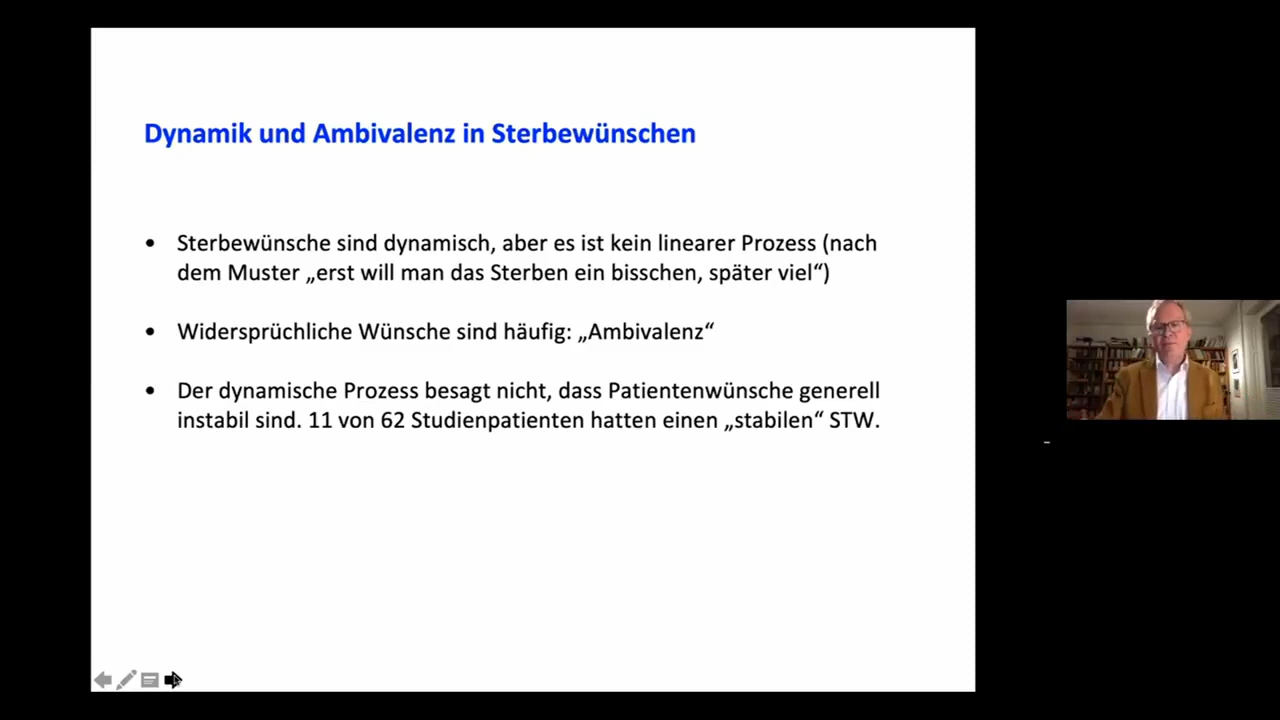 Dynamik und Ambivalenz in Sterbewünschen
• Sterbewünsche sind dynamisch, aber es ist kein linearer Prozess (nach
dem Muster „erst will man das Sterben ein bisschen, später viel“)
• Widersprüchliche Wünsche sind häufig: „Ambivalenz“
• Der dynamische Prozess besagt nicht, dass Patientenwünsche generell
instabil sind. 11 von 62 Studienpatienten hatten einen „stabilen“ STW.